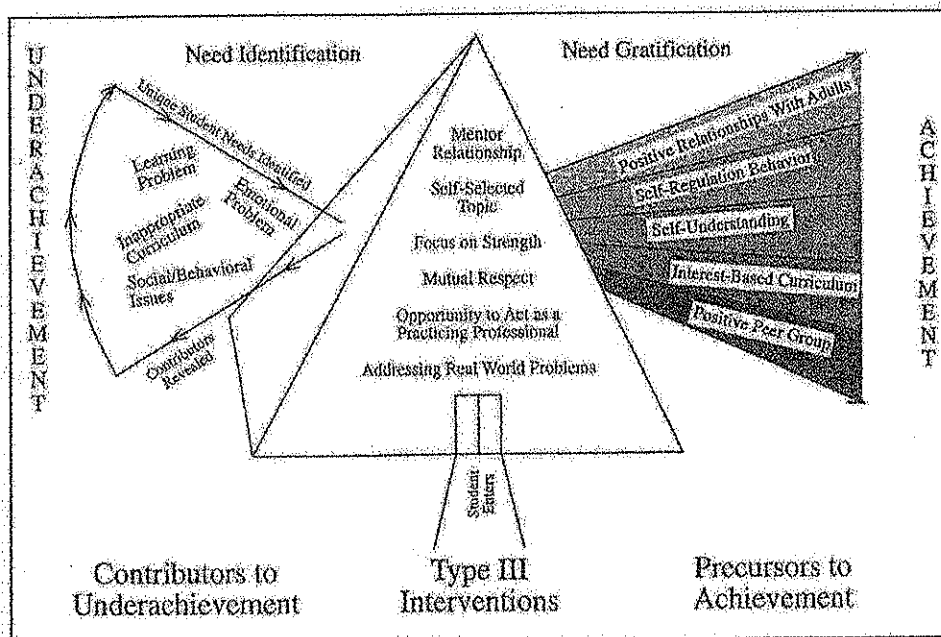 UNDERACHIEVEMENT
Need Identification
Unique Student Needs Identified
Learning
Problem
Emotional
Problem
Inappropriate
Curriculum
Social/Behavioral
Issues
Contributors
Revealed
Mentor
Relationship
Self-Selected
Topic
Focus on Strength
Mutual Respect
Opportunity to Act as a
Practicing Professional
Addressing Real World Problems
Student
Enters
Need Gratification
Positive Relationships With Adults
Self-Regulation Behavior
Self-Understanding
Interest-Based Curriculum
Positive Peer Group
ACHIEVEMENT
Contributors to
Underachievement
Type III
Interventions
Precursors to
Achievement